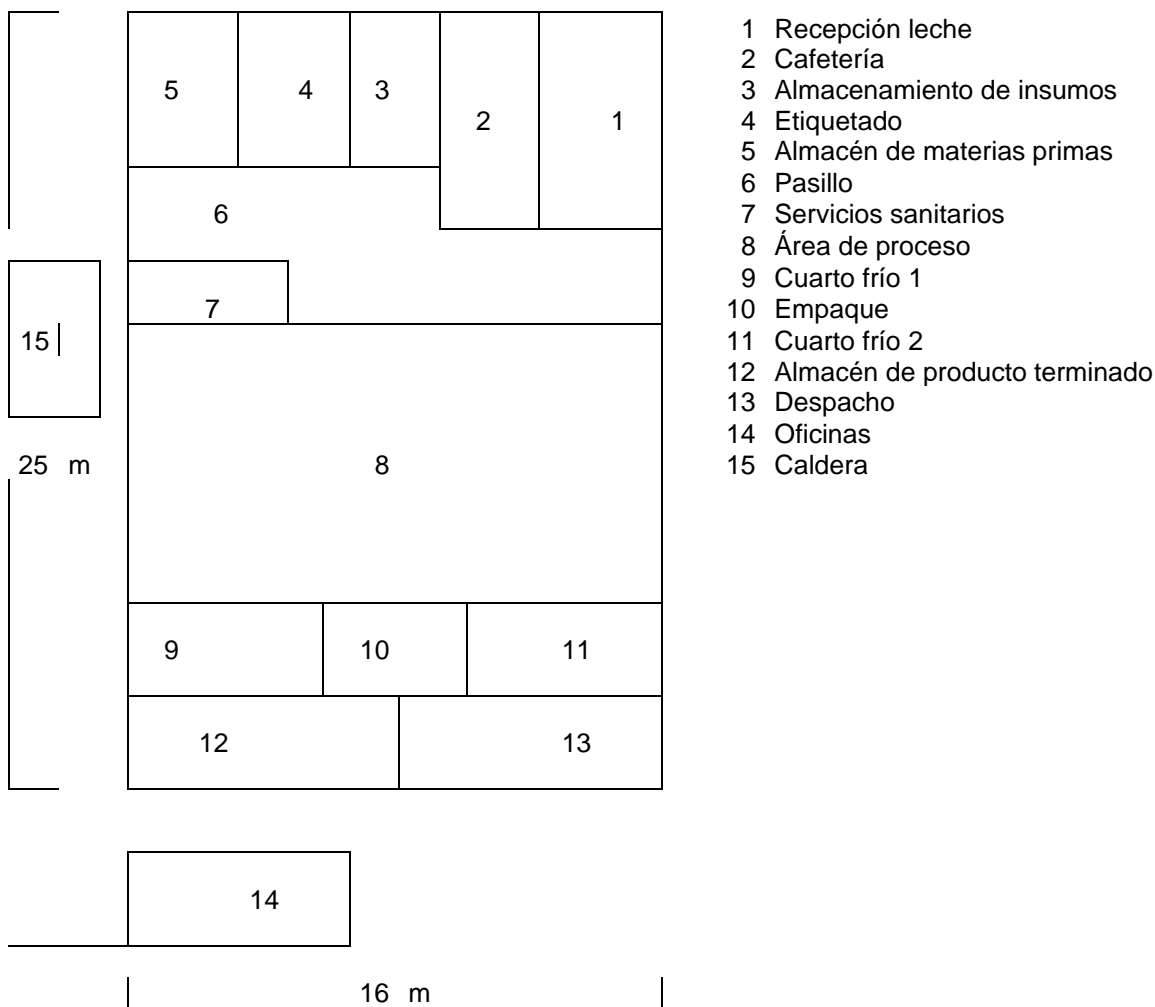 1 Recepción leche
2 Cafetería
3 Almacenamiento de insumos
4 Etiquetado
5 Almacén de materias primas
6 Pasillo
7 Servicios sanitarios
8 Área de proceso
9 Cuarto frío 1
10 Empaque
11 Cuarto frío 2
12 Almacén de producto terminado
13 Despacho
14 Oficinas
15 Caldera
5 4 3
2 1
6
7
15
25 m
8
9 10 11
12 13
14
16 m